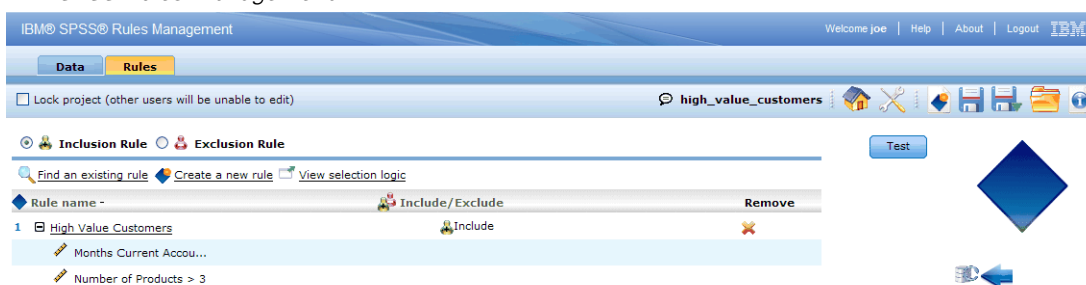 IBM® SPSS® Rules Management
Welcome joe | Help | About | Logout IBM
Data Rules
Lock project (other users will be unable to edit)
high_value_customers
Inclusion Rule Exclusion Rule
Test
Find an existing rule Create a new rule View selection logic
Rule name - Include/Exclude Remove
1 High Value Customers Include
Months Current Accou...
Number of Products > 3